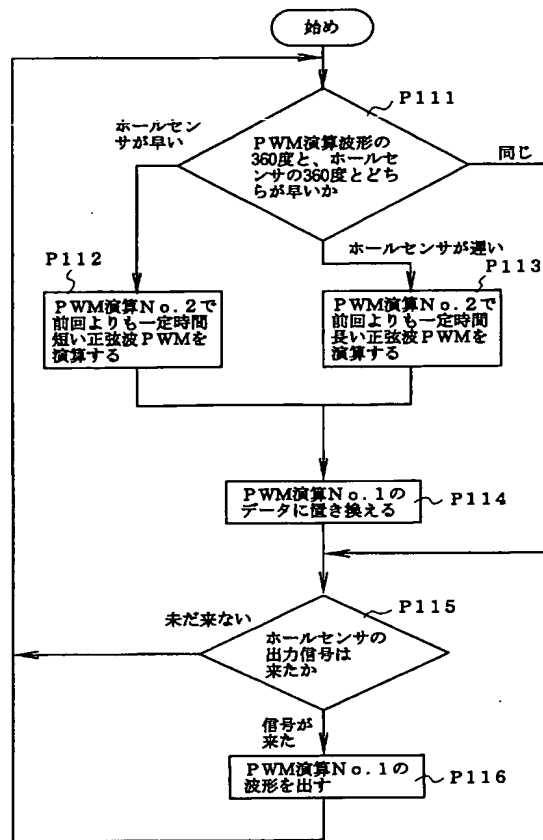 始め
P111
ホールセン
サが早い
PWM演算波形の
360度と、ホールセ
ンサの360度とどち
らが早いか
同じ
ホールセンサが遅い
P112
P113
PWM演算No.2で
前回よりも一定時間
短い正弦波PWMを
演算する
PWM演算No.2で
前回よりも一定時間
長い正弦波PWMを
演算する
PWM演算No.1の
データに置き換える
P114
P115
未だ来ない
ホールセンサの
出力信号は
来たか
信号が
来た
PWM演算No.1の
波形を出す
P116